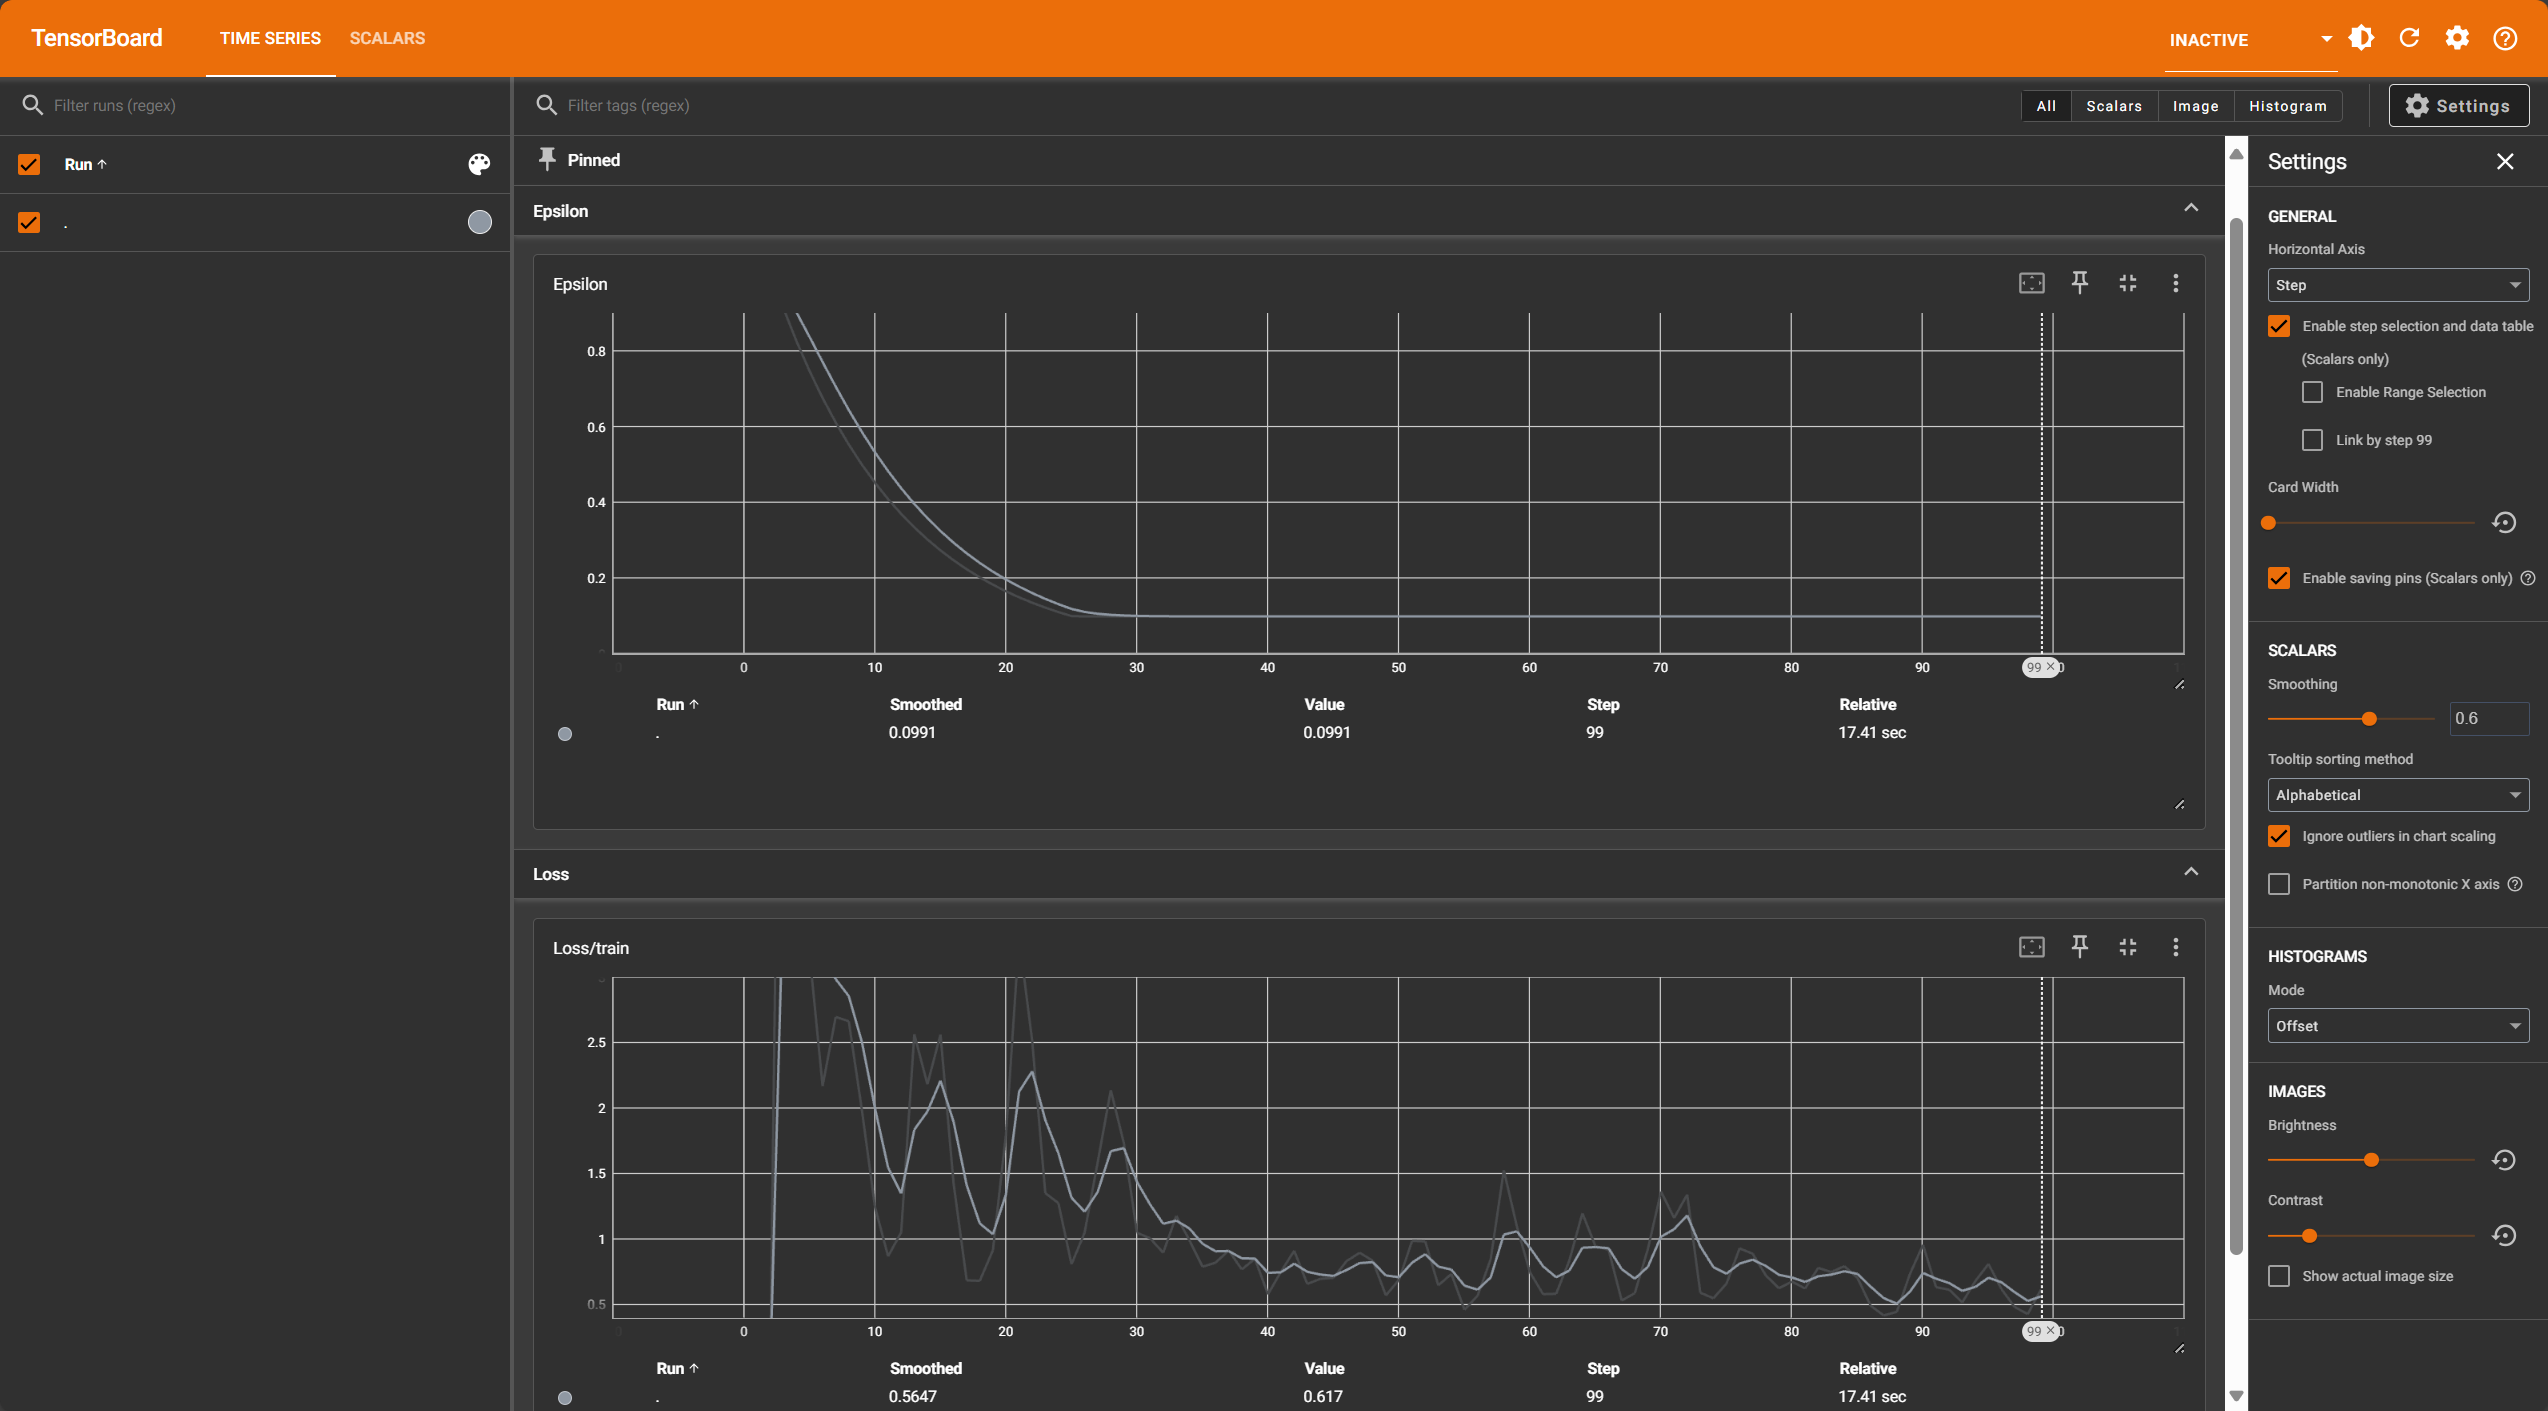 TensorBoard
TIME SERIES
SCALARS
INACTIVE
Filter runs (regex)
Filter tags (regex)
All
Scalars
Image
Histogram
Settings
Run ↑
.
Pinned
Epsilon
Epsilon
0.8
0.6
0.4
0.2
0
0 10 20 30 40 50 60 70 80 90 99 × 0
Run ↑ Smoothed Value Step Relative
. 0.0991 0.0991 99 17.41 sec
Loss
Loss/train
3
2.5
2
1.5
1
0.5
0 10 20 30 40 50 60 70 80 90 99 × 0
Run ↑ Smoothed Value Step Relative
. 0.5647 0.617 99 17.41 sec
Settings
GENERAL
Horizontal Axis
Step
Enable step selection and data table
(Scalars only)
Enable Range Selection
Link by step 99
Card Width
Enable saving pins (Scalars only)
SCALARS
Smoothing
0.6
Tooltip sorting method
Alphabetical
Ignore outliers in chart scaling
Partition non-monotonic X axis
HISTOGRAMS
Mode
Offset
IMAGES
Brightness
Contrast
Show actual image size